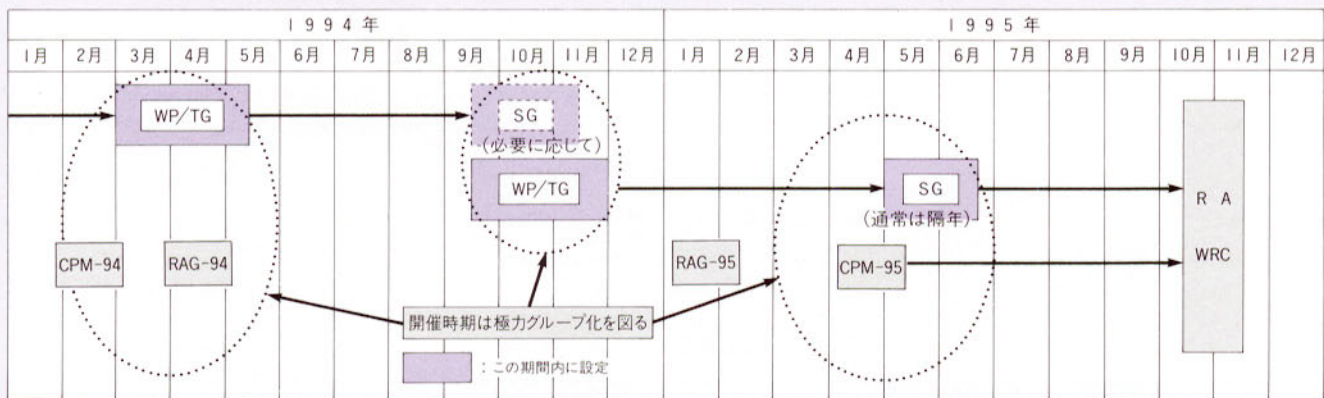 1994年 1995年
1月 2月 3月 4月 5月 6月 7月 8月 9月 10月 11月 12月 1月 2月 3月 4月 5月 6月 7月 8月 9月 10月 11月 12月
WP/TG
SG
(必要に応じて)
WP/TG
SG
(通常は隔年)
RA
WRC
CPM-94
RAG-94
RAG-95
CPM-95
開催時期は極力グループ化を図る
:この期間内に設定